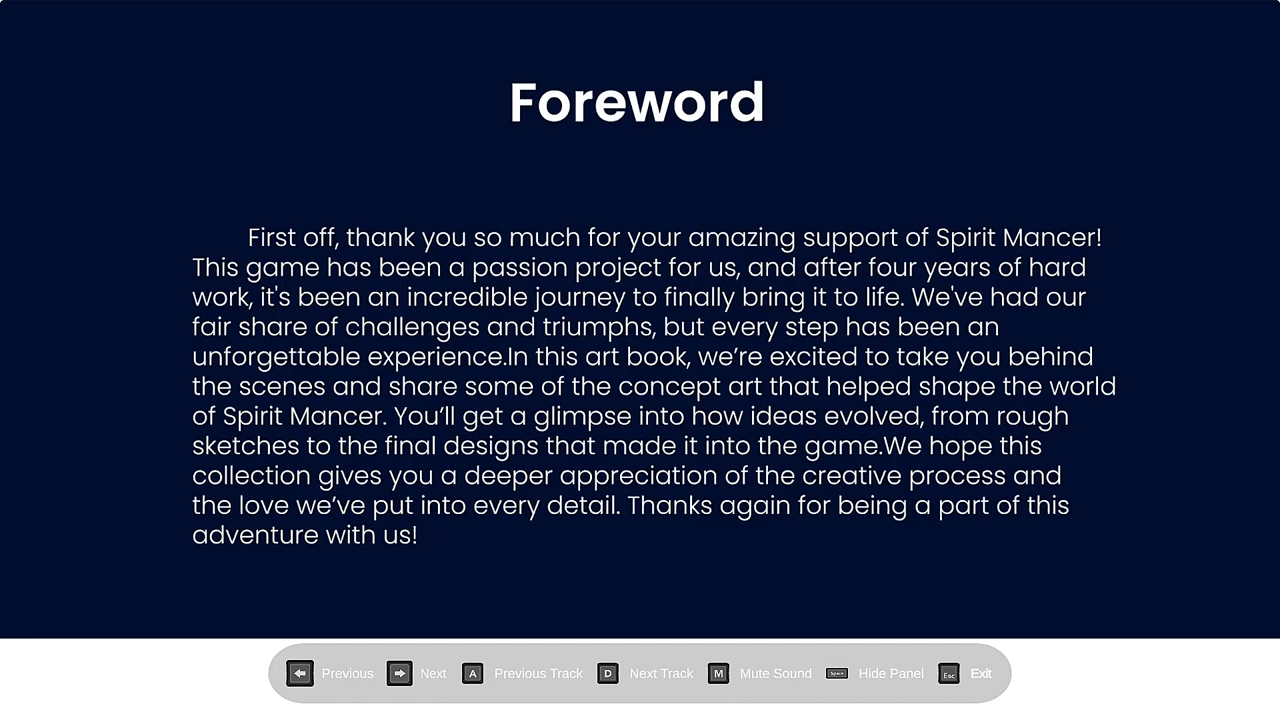 Foreword
First off, thank you so much for your amazing support of Spirit Mancer!
This game has been a passion project for us, and after four years of hard
work, it's been an incredible journey to finally bring it to life. We've had our
fair share of challenges and triumphs, but every step has been an
unforgettable experience.In this art book, we’re excited to take you behind
the scenes and share some of the concept art that helped shape the world
of Spirit Mancer. You’ll get a glimpse into how ideas evolved, from rough
sketches to the final designs that made it into the game.We hope this
collection gives you a deeper appreciation of the creative process and
the love we’ve put into every detail. Thanks again for being a part of this
adventure with us!
Previous Next A Previous Track D Next Track M Mute Sound Space Hide Panel Esc Exit